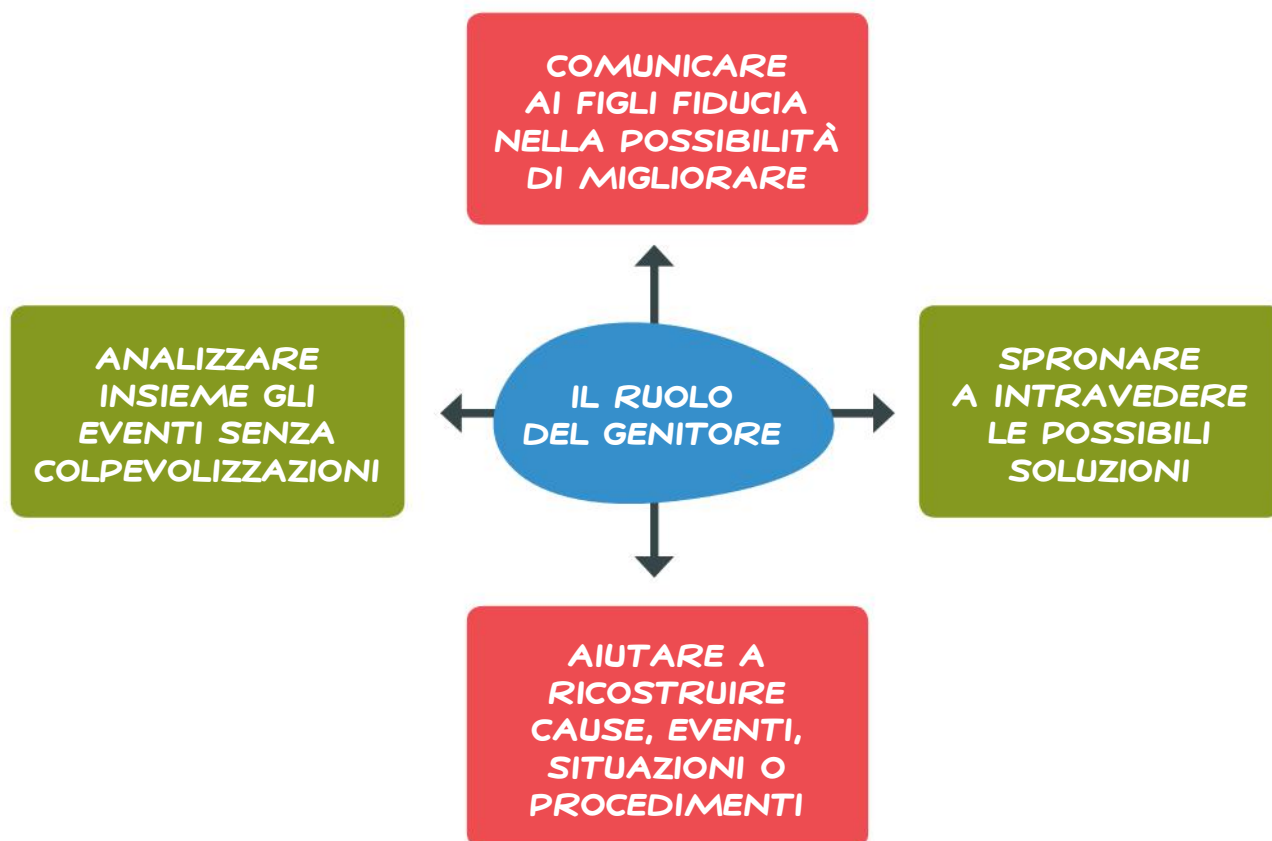 COMUNICARE
AI FIGLI FIDUCIA
NELLA POSSIBILITÀ
DI MIGLIORARE
ANALIZZARE
INSIEME GLI
EVENTI SENZA
COLPEVOLIZZAZIONI
IL RUOLO
DEL GENITORE
SPRONARE
A INTRAVEDERE
LE POSSIBILI
SOLUZIONI
AIUTARE A
RICOSTRUIRE
CAUSE, EVENTI,
SITUAZIONI O
PROCEDIMENTI